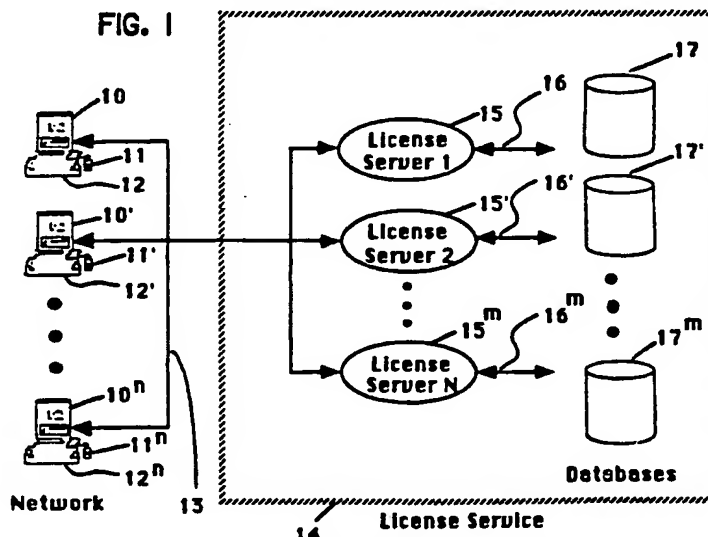 FIG. 1
10
11
12
10'
11'
12'
10ⁿ
11ⁿ
12ⁿ
Network
13
14
License Service
License
Server 1
15
16
17
License
Server 2
15'
16'
17'
License
Server N
15ᵐ
16ᵐ
17ᵐ
Databases